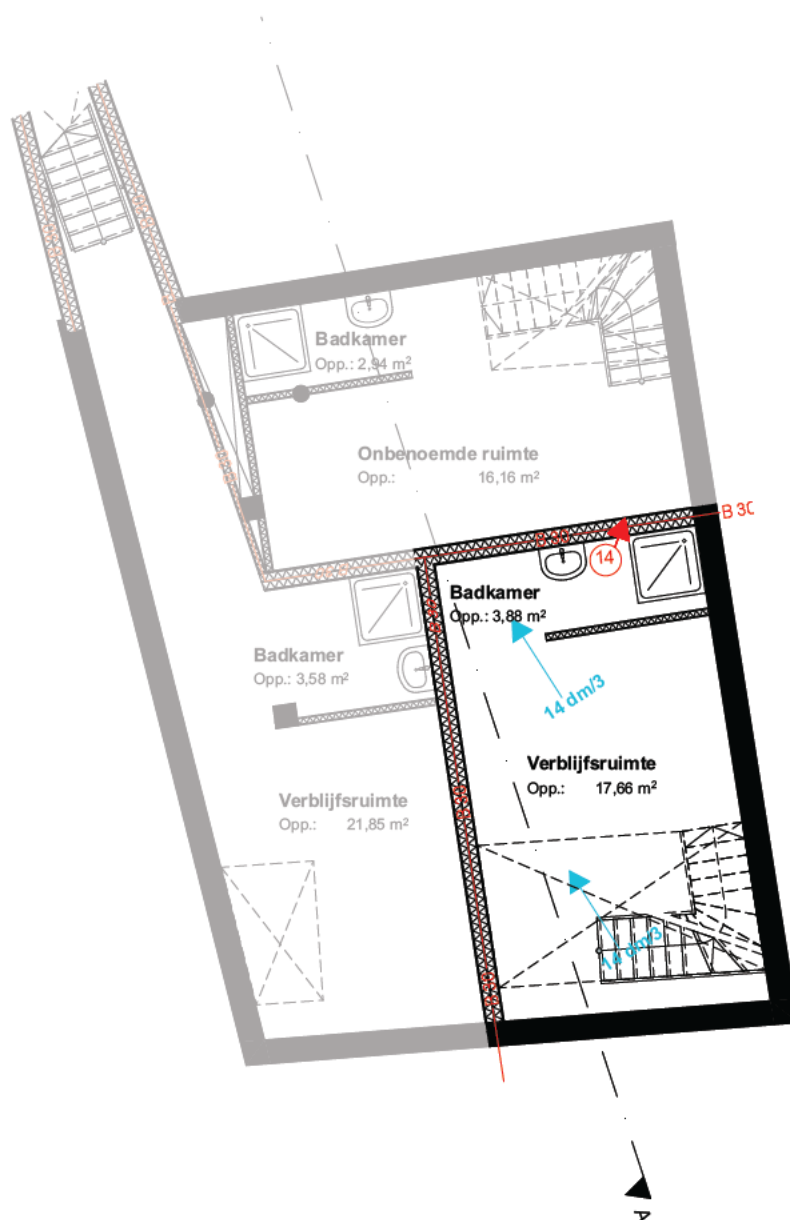 Badkamer
Opp.: 2,94 m²
Onbenoemde ruimte
Opp.: 16,16 m²
B 30
B 30
14
Badkamer
Opp.: 3,88 m²
Badkamer
Opp.: 3,58 m²
14 dm/3
Verblijfsruimte
Opp.: 17,66 m²
Verblijfsruimte
Opp.: 21,85 m²
14 dm/3
A